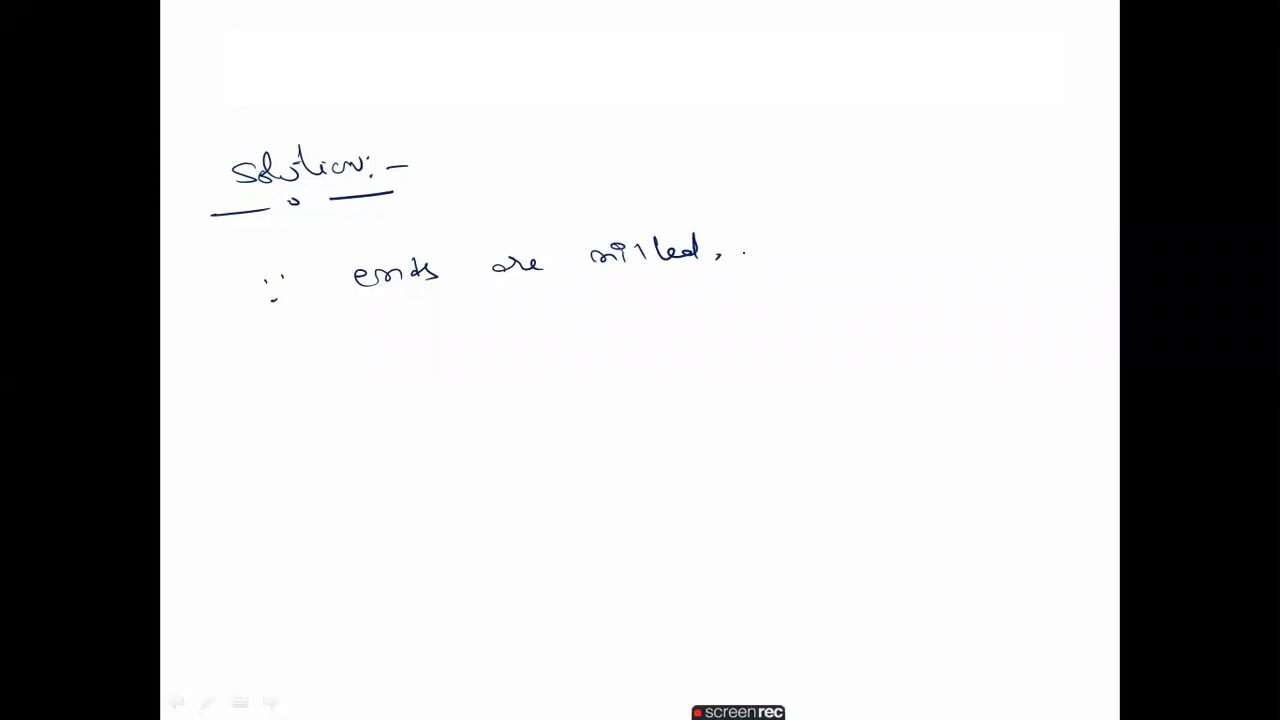 Solution:-
∵ ends are milled,
screenrec